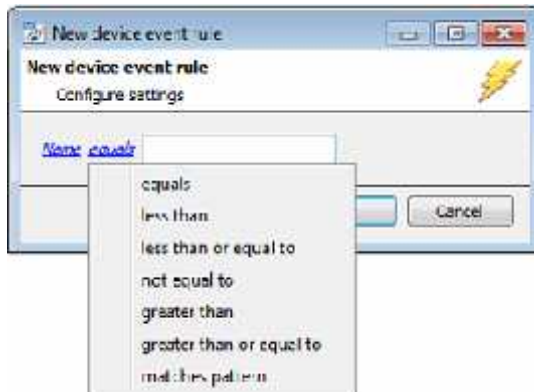 New device event rule
New device event rule
Configure settings
Name equals
equals
less than
less than or equal to
not equal to
greater than
greater than or equal to
matches pattern
Cancel